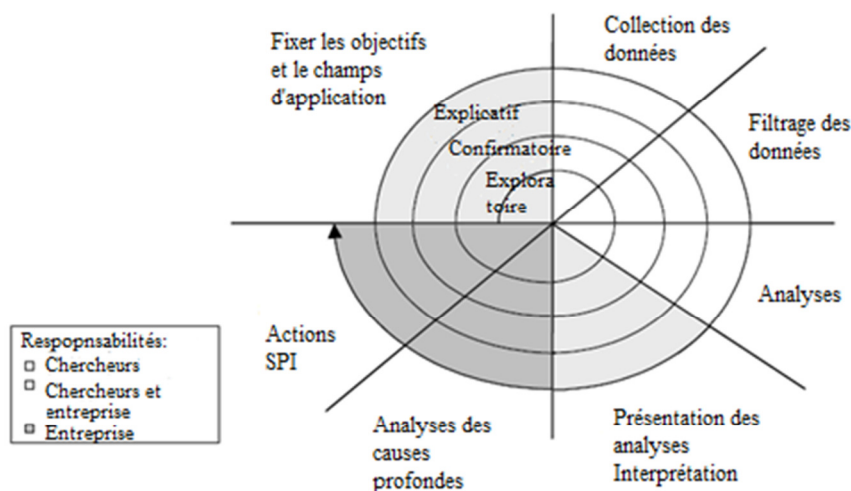 Fixer les objectifs
et le champs
d'application
Collection des
données
Filtrage des
données
Explicatif
Confirmatoire
Explora
toire
Analyses
Actions
SPI
Respopnsabilités:
Chercheurs
Chercheurs et
entreprise
Entreprise
Analyses des
causes
profondes
Présentation des
analyses
Interprétation